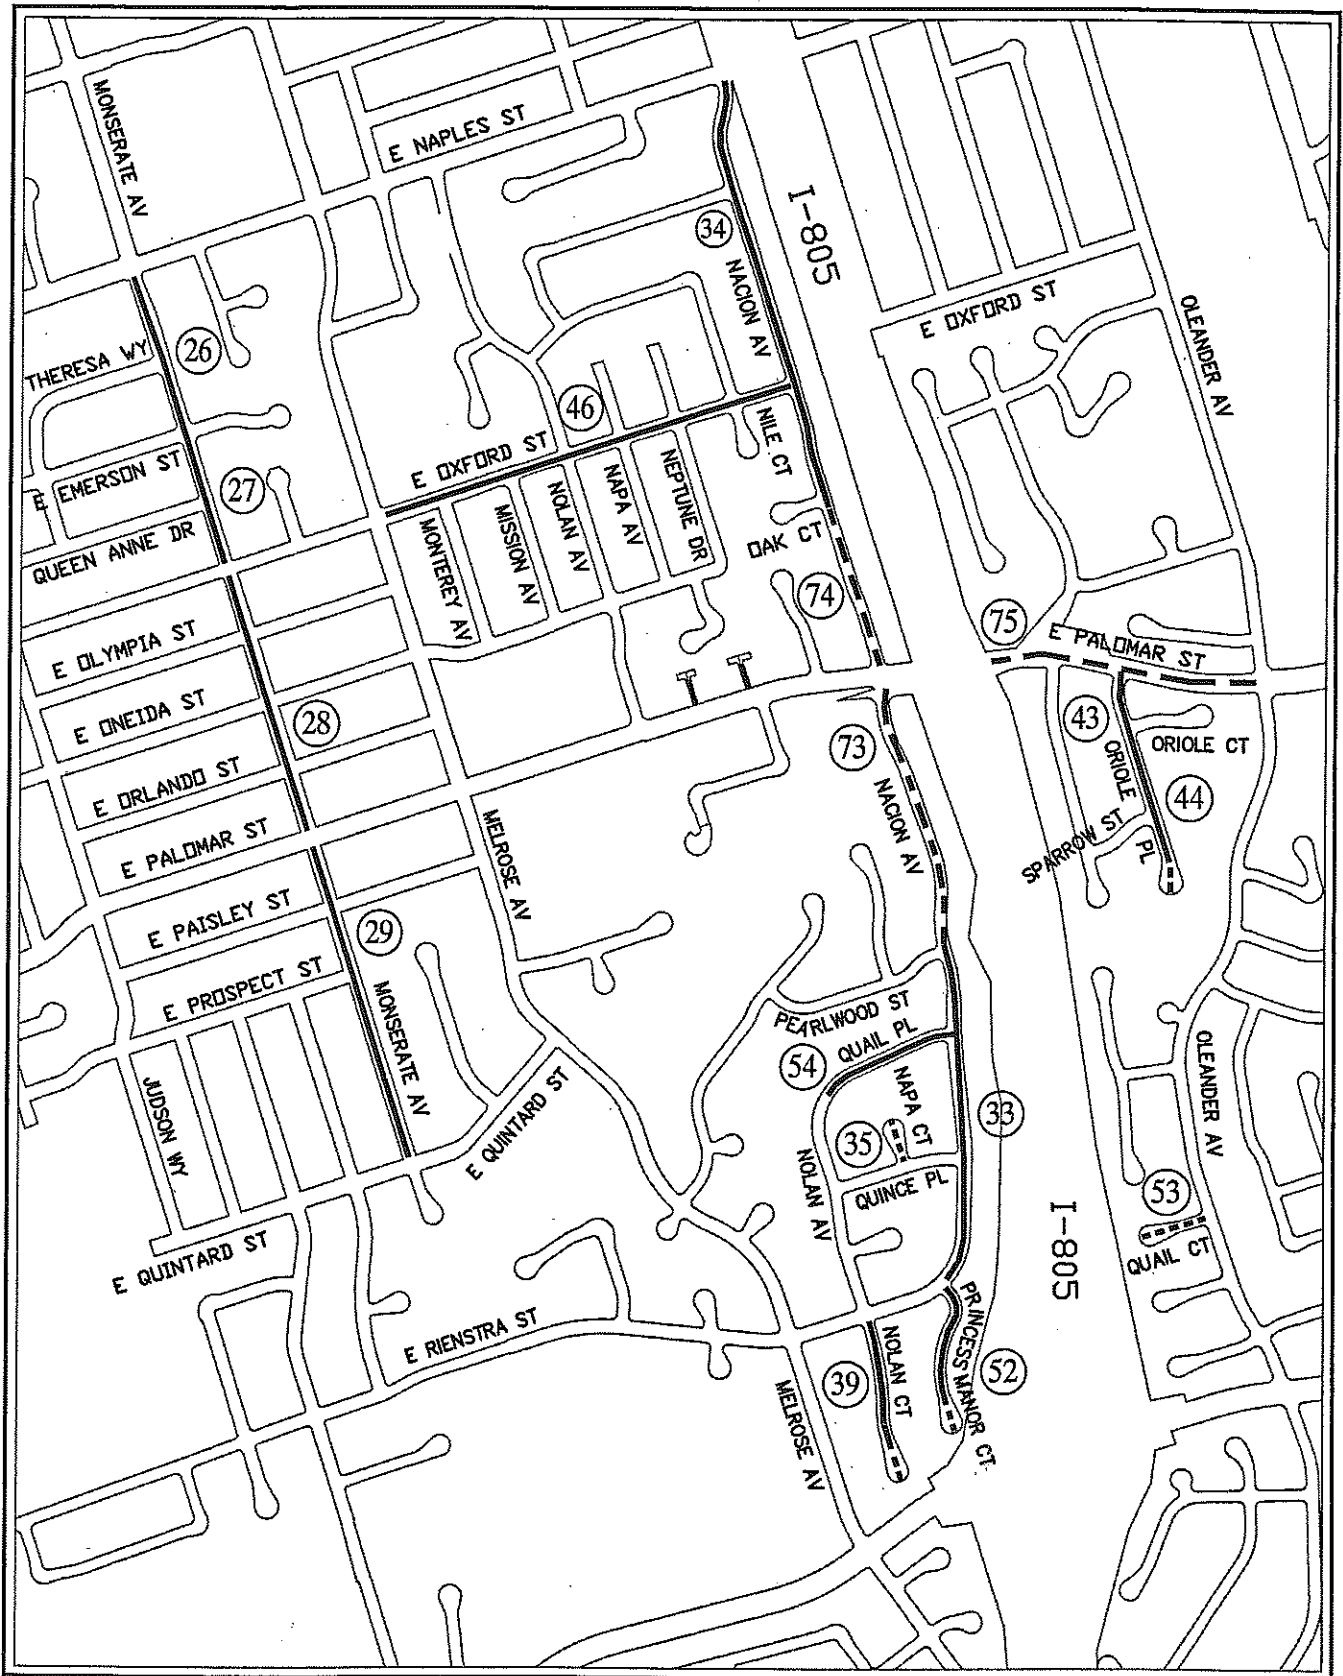 MONSERATE AV
E NAPLES ST
I-805
34
NACION AV
E OXFORD ST
OLEANDER AV
THERESA WY
26
46
E OXFORD ST
NILE CT
E EMERSON ST
27
NEPTUNE DR
NAPA AV
NOLAN AV
MISSION AV
MONTEREY AV
QUEEN ANNE DR
OAK CT
74
75
E PALOMAR ST
E OLYMPIA ST
E ONEIDA ST
28
73
43
ORIOLE CT
E ORLANDO ST
NACION AV
ORIOLE
PL
44
E PALOMAR ST
MELROSE AV
SPARROW ST
E PAISLEY ST
29
E PROSPECT ST
MONSERATE AV
PEARLWOOD ST
QUAIL PL
54
OLEANDER AV
JUDSON WY
E QUINTARD ST
NAPA CT
33
35
NOLAN AV
QUINCE PL
53
I-805
E QUINTARD ST
QUAIL CT
E RIENSTRA ST
PRINCESS MANOR CT
NOLAN CT
39
52
MELROSE AV